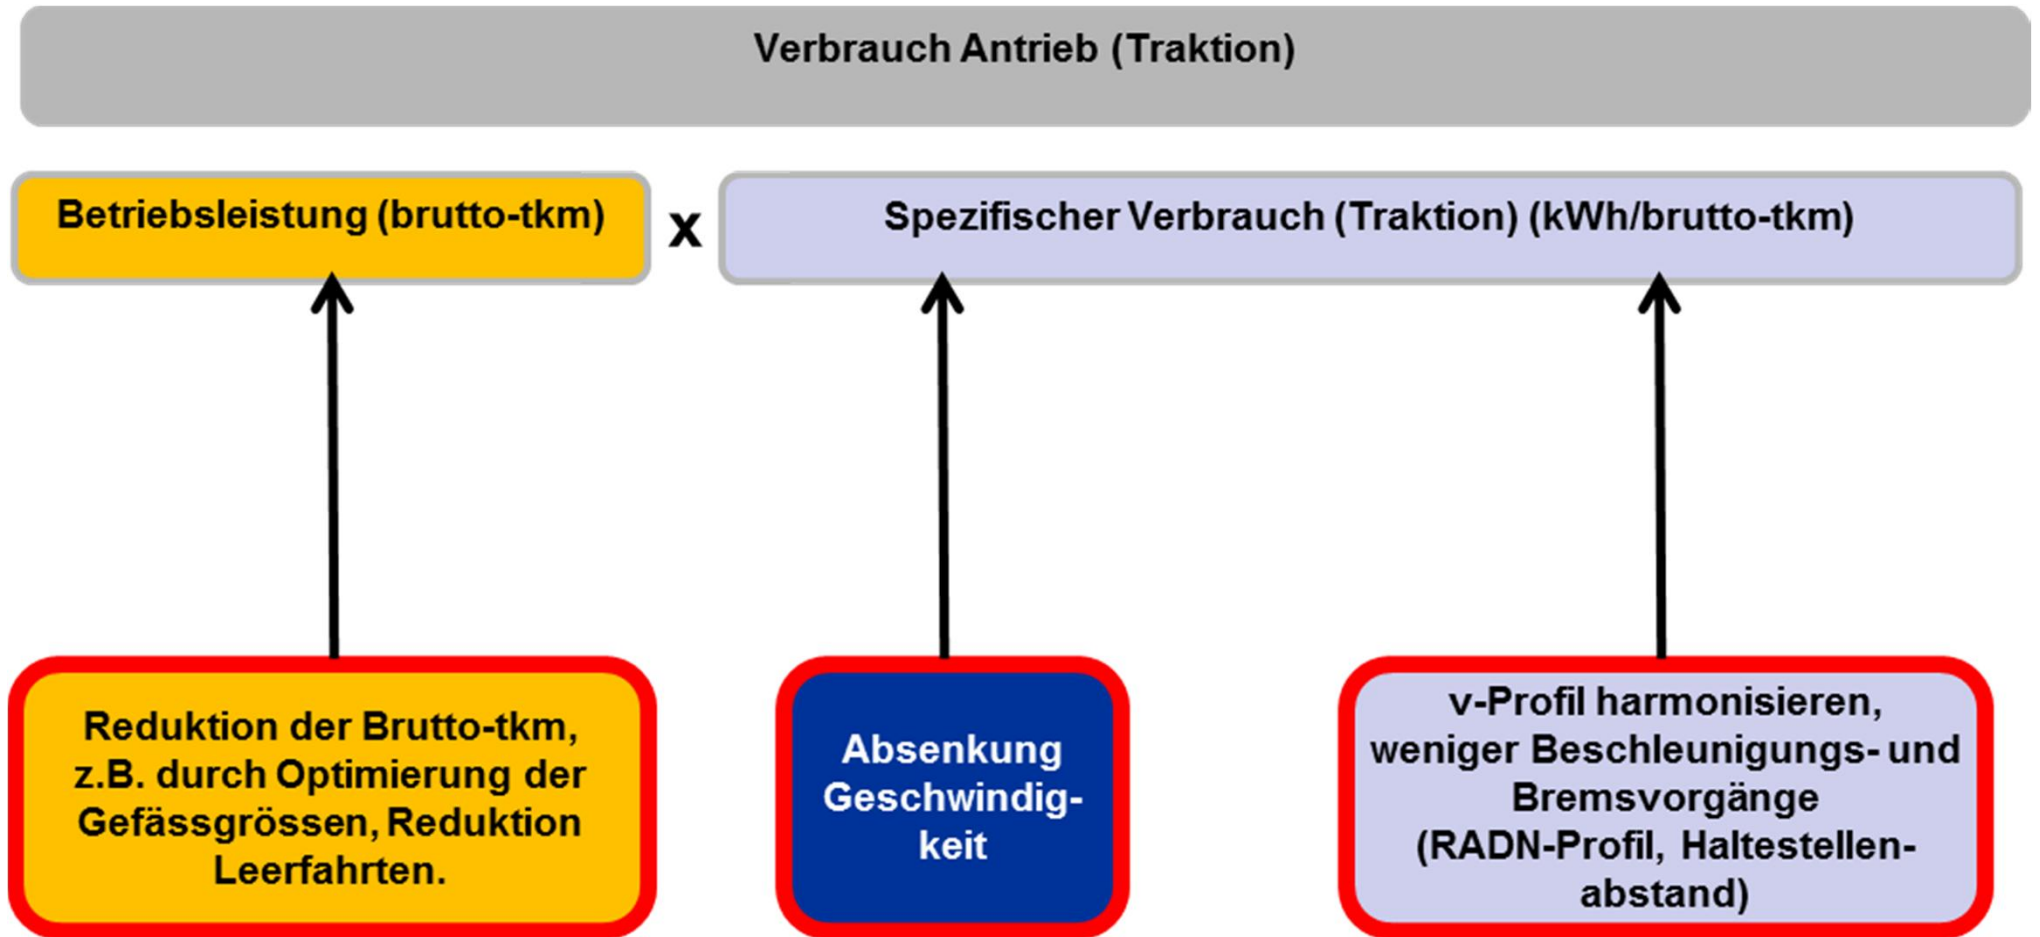 Verbrauch Antrieb (Traktion)
Betriebsleistung (brutto-tkm)
x
Spezifischer Verbrauch (Traktion) (kWh/brutto-tkm)
Reduktion der Brutto-tkm,
z.B. durch Optimierung der
Gefässgrössen, Reduktion
Leerfahrten.
Absenkung
Geschwindig-
keit
v-Profil harmonisieren,
weniger Beschleunigungs- und
Bremsvorgänge
(RADN-Profil, Haltestellen-
abstand)